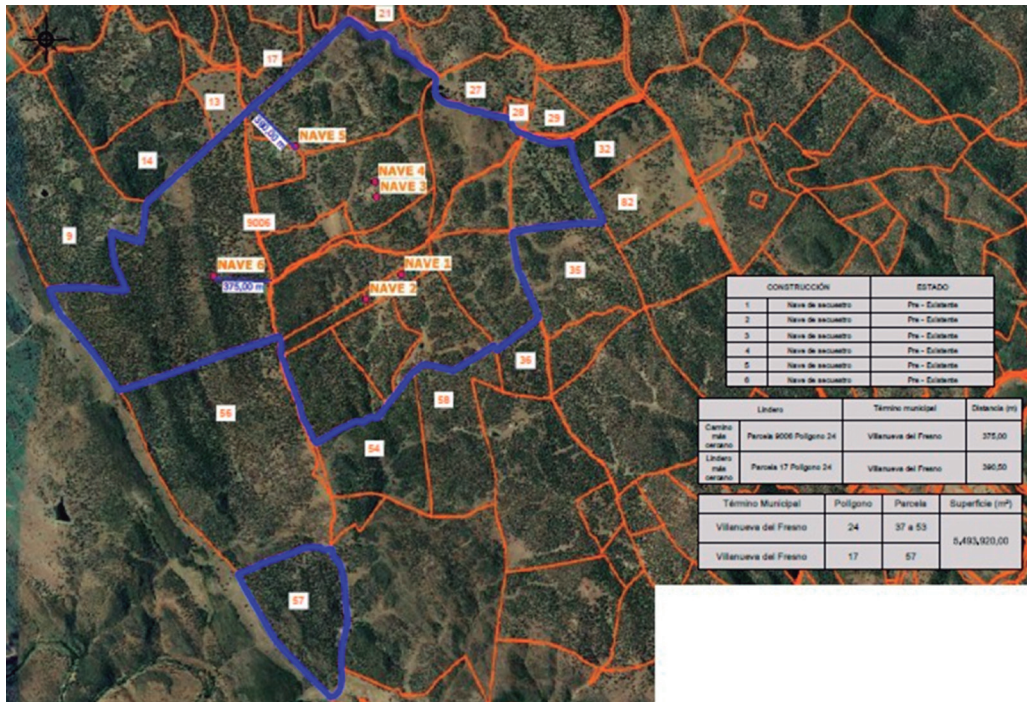 21
17
27
13
28
29
390,00 m
NAVE 5
32
14
NAVE 4
NAVE 3
52
9006
9
NAVE 1
35
NAVE 6
375,00 m
NAVE 2
CONSTRUCCIÓN ESTADO
1 Nave de secuestro Pre - Existente
2 Nave de secuestro Pre - Existente
3 Nave de secuestro Pre - Existente
4 Nave de secuestro Pre - Existente
5 Nave de secuestro Pre - Existente
6 Nave de secuestro Pre - Existente
36
58
56
54
Lindero Término municipal Distancia (m)
Camino más cercano Parcela 9006 Polígono 24 Villanueva del Fresno 375,00
Lindero más cercano Parcela 17 Polígono 24 Villanueva del Fresno 390,50
Término Municipal Polígono Parcela Superficie (m²)
Villanueva del Fresno 24 37 a 53
Villanueva del Fresno 17 57
57